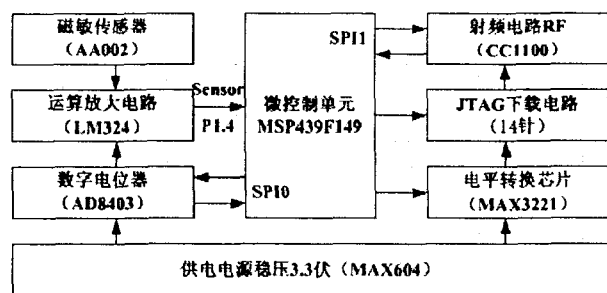 磁敏传感器
（AA002）
运算放大电路
（LM324）
数字电位器
（AD8403）
Sensor
P1.4
SPI0
SPI1
微控制单元
MSP439F149
射频电路RF
（CC1100）
JTAG下载电路
（14针）
电平转换芯片
（MAX3221）
供电电源稳压3.3伏（MAX604）